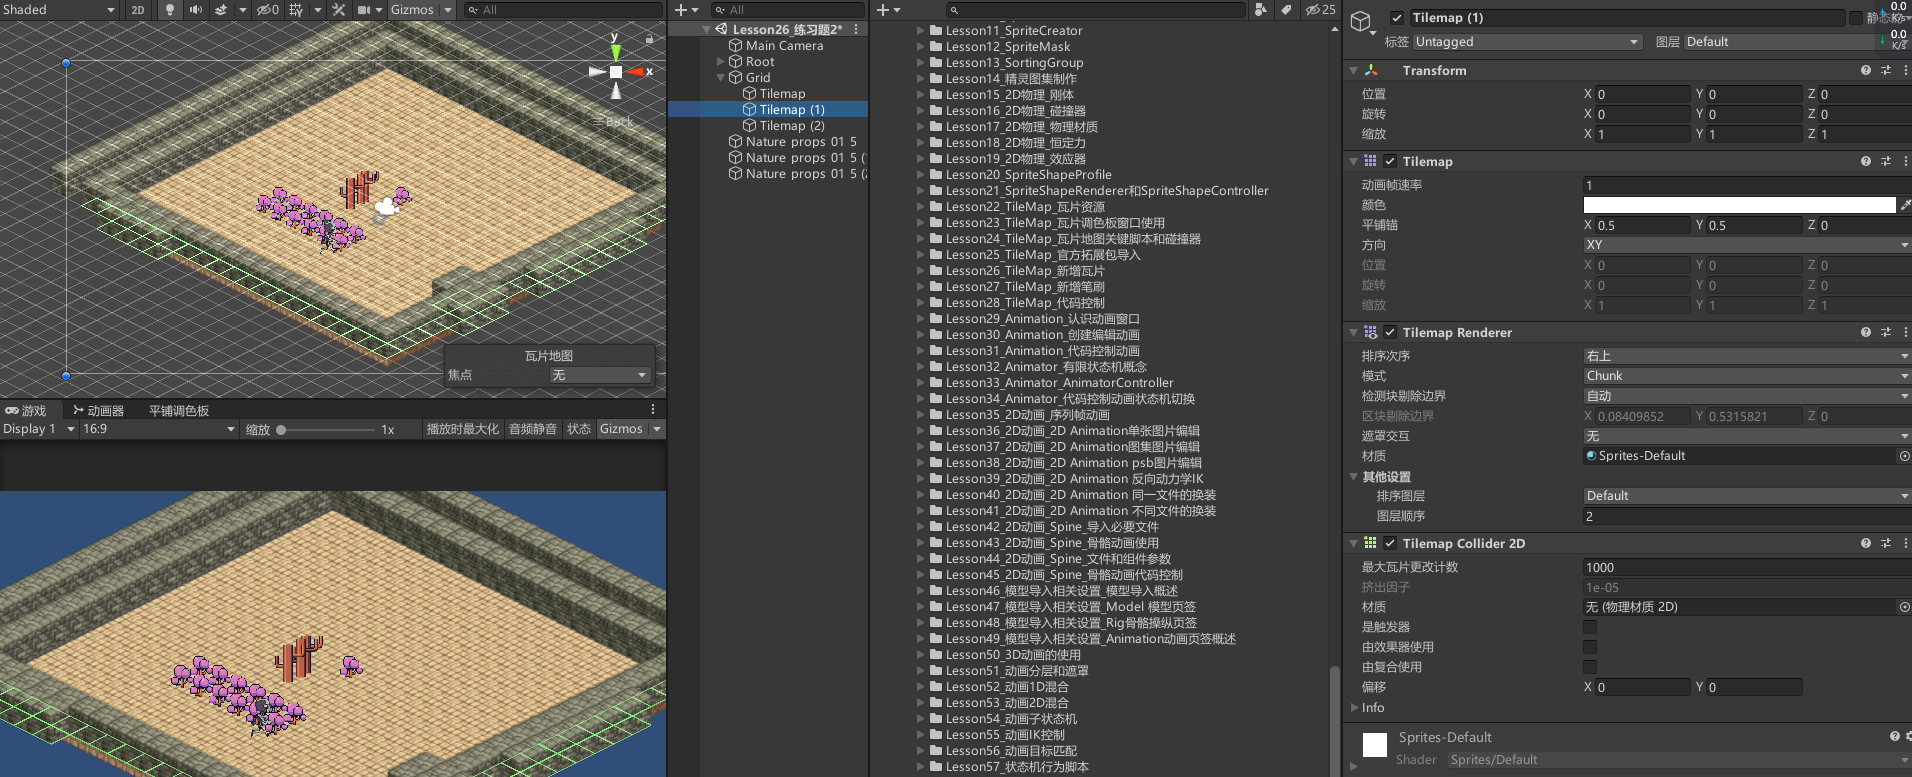 Shaded
2D
0
Gizmos
All
y
x
Back
瓦片地图
焦点
无
游戏
动画器
平铺调色板
Display 1
16:9
缩放
1x
播放时最大化
音频静音
状态
Gizmos
All
Lesson26_练习题2*
Main Camera
Root
Grid
Tilemap
Tilemap (1)
Tilemap (2)
Nature props 01 5
Nature props 01 5 (
Nature props 01 5 (
25
Lesson11_SpriteCreator
Lesson12_SpriteMask
Lesson13_SortingGroup
Lesson14_精灵图集制作
Lesson15_2D物理_刚体
Lesson16_2D物理_碰撞器
Lesson17_2D物理_物理材质
Lesson18_2D物理_恒定力
Lesson19_2D物理_效应器
Lesson20_SpriteShapeProfile
Lesson21_SpriteShapeRenderer和SpriteShapeController
Lesson22_TileMap_瓦片资源
Lesson23_TileMap_瓦片调色板窗口使用
Lesson24_TileMap_瓦片地图关键脚本和碰撞器
Lesson25_TileMap_官方拓展包导入
Lesson26_TileMap_新增瓦片
Lesson27_TileMap_新增笔刷
Lesson28_TileMap_代码控制
Lesson29_Animation_认识动画窗口
Lesson30_Animation_创建编辑动画
Lesson31_Animation_代码控制动画
Lesson32_Animator_有限状态机概念
Lesson33_Animator_AnimatorController
Lesson34_Animator_代码控制动画状态机切换
Lesson35_2D动画_序列帧动画
Lesson36_2D动画_2D Animation单张图片编辑
Lesson37_2D动画_2D Animation图集图片编辑
Lesson38_2D动画_2D Animation psb图片编辑
Lesson39_2D动画_2D Animation 反向动力学IK
Lesson40_2D动画_2D Animation 同一文件的换装
Lesson41_2D动画_2D Animation 不同文件的换装
Lesson42_2D动画_Spine_导入必要文件
Lesson43_2D动画_Spine_骨骼动画使用
Lesson44_2D动画_Spine_文件和组件参数
Lesson45_2D动画_Spine_骨骼动画代码控制
Lesson46_模型导入相关设置_模型导入概述
Lesson47_模型导入相关设置_Model 模型页签
Lesson48_模型导入相关设置_Rig骨骼操纵页签
Lesson49_模型导入相关设置_Animation动画页签概述
Lesson50_3D动画的使用
Lesson51_动画分层和遮罩
Lesson52_动画1D混合
Lesson53_动画2D混合
Lesson54_动画子状态机
Lesson55_动画IK控制
Lesson56_动画目标匹配
Lesson57_状态机行为脚本
Tilemap (1)
静态的
0.0
K/s
0.0
K/s
标签 Untagged 图层 Default
Transform
位置 X 0 Y 0 Z 0
旋转 X 0 Y 0 Z 0
缩放 X 1 Y 1 Z 1
Tilemap
动画帧速率 1
颜色
平铺锚 X 0.5 Y 0.5 Z 0
方向 XY
位置 X 0 Y 0 Z 0
旋转 X 0 Y 0 Z 0
缩放 X 1 Y 1 Z 1
Tilemap Renderer
排序次序 右上
模式 Chunk
检测块剔除边界 自动
区块剔除边界 X 0.08409852 Y 0.5315821 Z 0
遮罩交互 无
材质 Sprites-Default
其他设置
排序图层 Default
图层顺序 2
Tilemap Collider 2D
最大瓦片更改计数 1000
挤出因子 1e-05
材质 无 (物理材质 2D)
是触发器
由效果器使用
由复合使用
偏移 X 0 Y 0
Info
Sprites-Default
Shader Sprites/Default